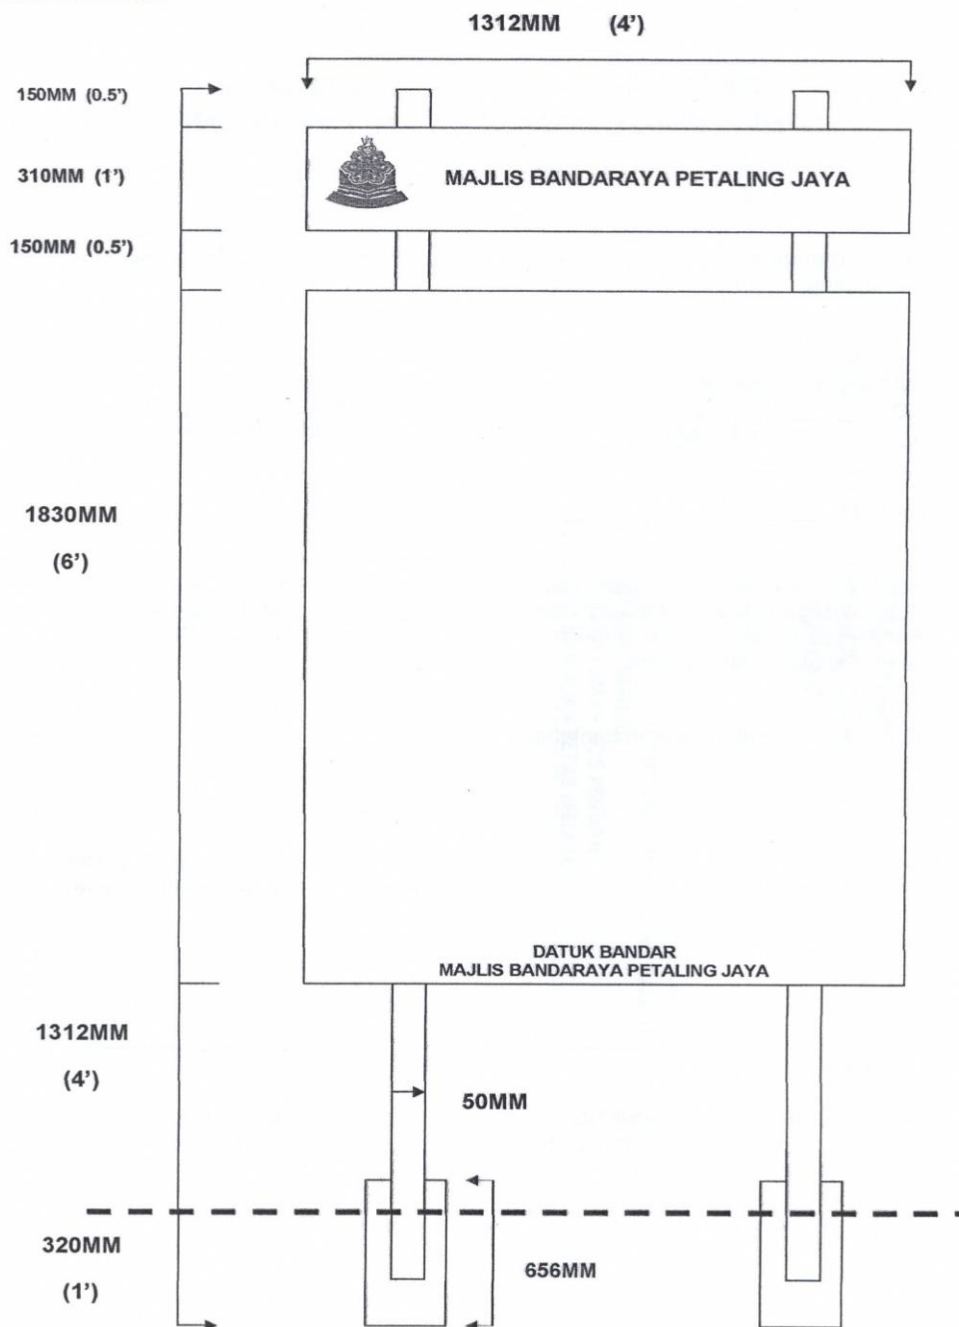 1312MM (4’)
150MM (0.5’)
310MM (1’)
MAJLIS BANDARAYA PETALING JAYA
150MM (0.5’)
1830MM
(6’)
DATUK BANDAR
MAJLIS BANDARAYA PETALING JAYA
1312MM
(4’)
50MM
320MM
(1’)
656MM